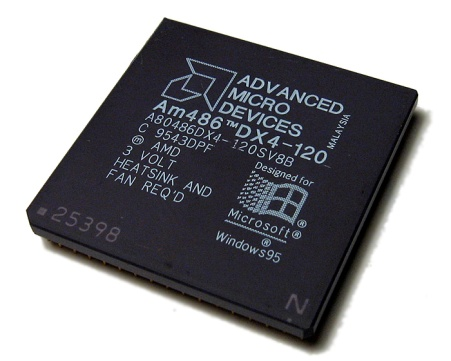 ADVANCED
MICRO
DEVICES
MALAYSIA
Am486™DX4-120
A80486DX4-120SV8B
C 9543DPF
ⓜ AMD
3 VOLT
HEATSINK AND
FAN REQ'D
Designed for
®
Microsoft®
®
Windows95
25398
N